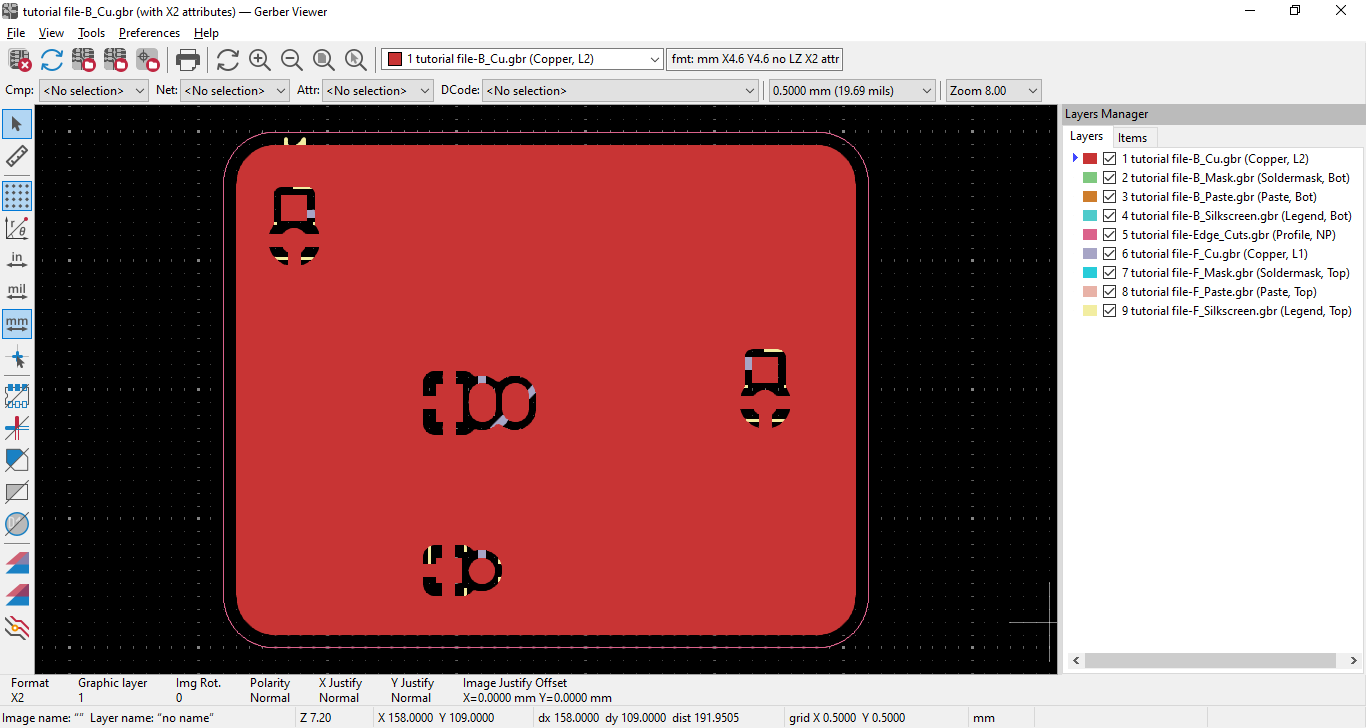 tutorial file-B_Cu.gbr (with X2 attributes) — Gerber Viewer
File View Tools Preferences Help
1 tutorial file-B_Cu.gbr (Copper, L2) fmt: mm X4.6 Y4.6 no LZ X2 attr
Cmp: <No selection> Net: <No selection> Attr: <No selection> DCode: <No selection> 0.5000 mm (19.69 mils) Zoom 8.00
Layers Manager
Layers Items
1 tutorial file-B_Cu.gbr (Copper, L2)
2 tutorial file-B_Mask.gbr (Soldermask, Bot)
3 tutorial file-B_Paste.gbr (Paste, Bot)
4 tutorial file-B_Silkscreen.gbr (Legend, Bot)
5 tutorial file-Edge_Cuts.gbr (Profile, NP)
6 tutorial file-F_Cu.gbr (Copper, L1)
7 tutorial file-F_Mask.gbr (Soldermask, Top)
8 tutorial file-F_Paste.gbr (Paste, Top)
9 tutorial file-F_Silkscreen.gbr (Legend, Top)
r θ
in
mil
mm
Format Graphic layer Img Rot. Polarity X Justify Y Justify Image Justify Offset
X2 1 0 Normal Normal Normal X=0.0000 mm Y=0.0000 mm
Image name: “” Layer name: “no name” Z 7.20 X 158.0000 Y 109.0000 dx 158.0000 dy 109.0000 dist 191.9505 grid X 0.5000 Y 0.5000 mm